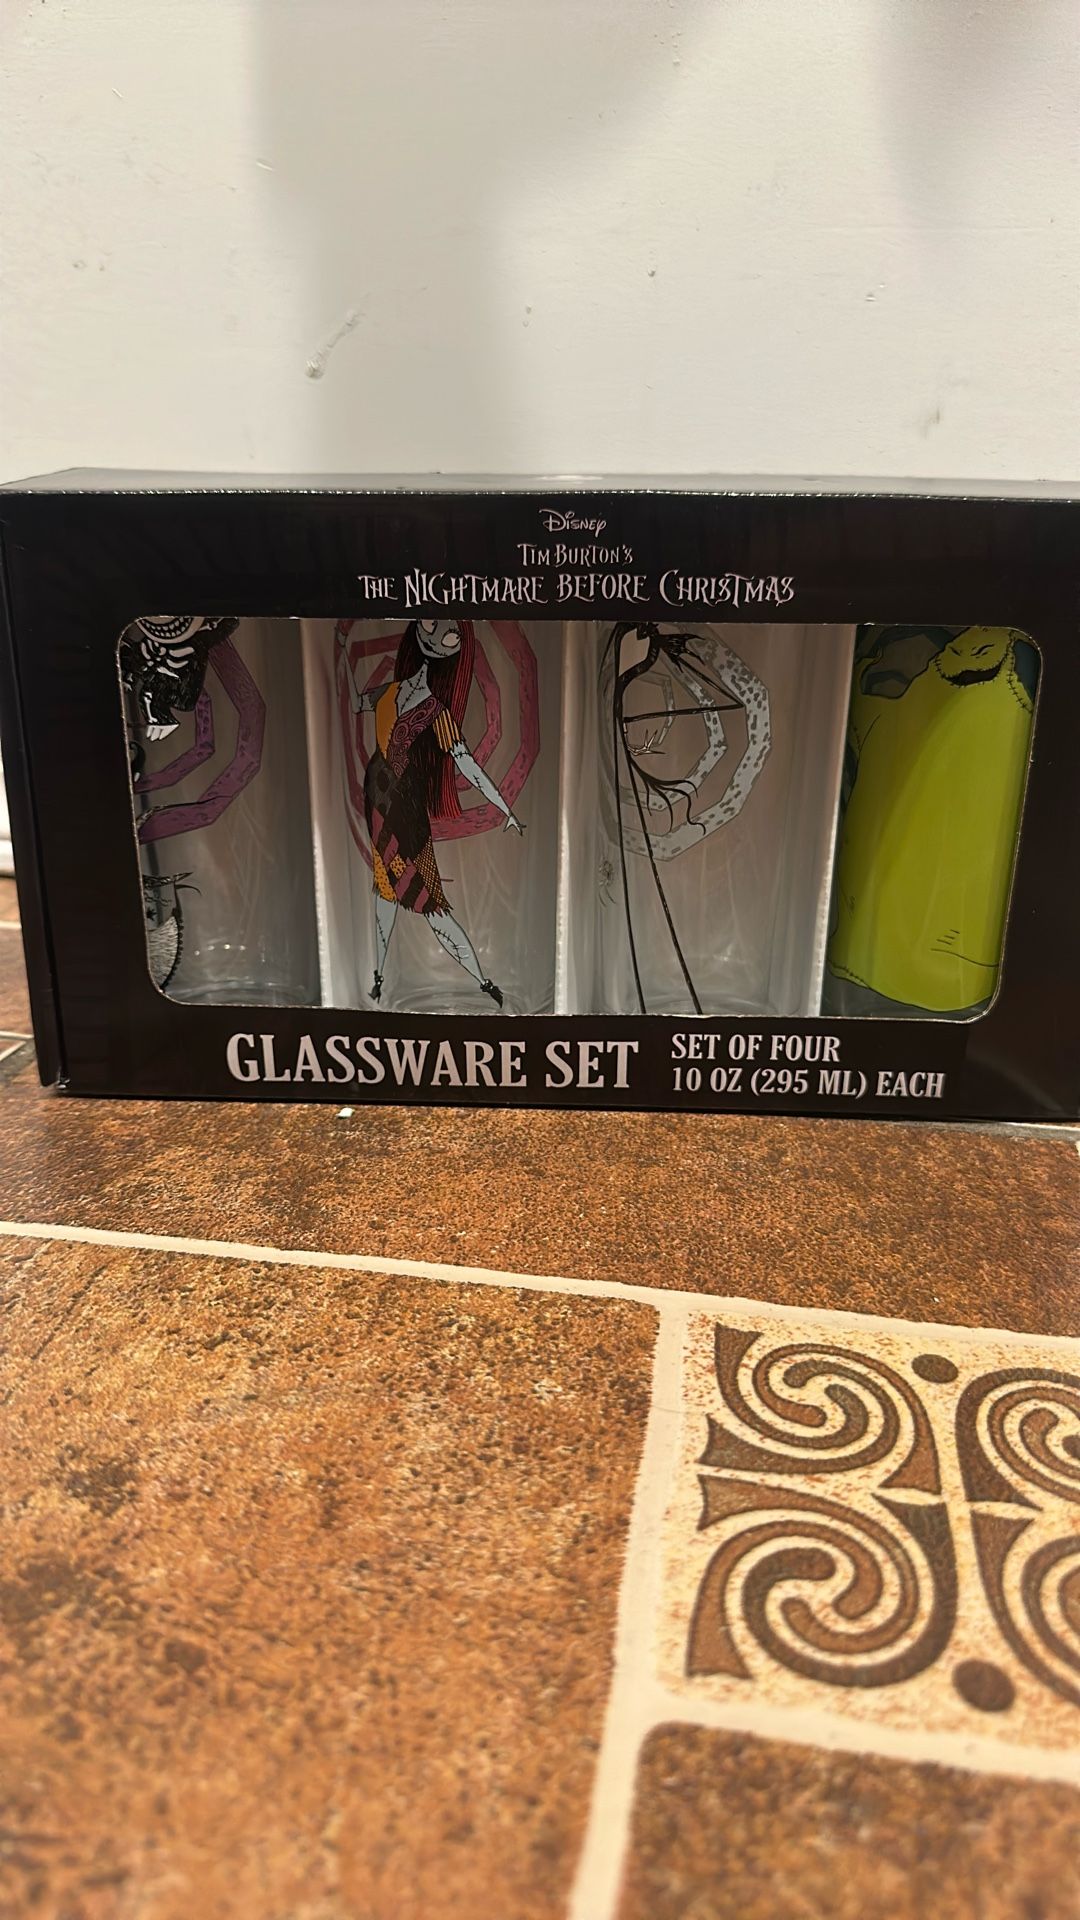 Disney
Tim Burton's
The Nightmare Before Christmas
GLASSWARE SET
SET OF FOUR
10 OZ (295 ML) EACH